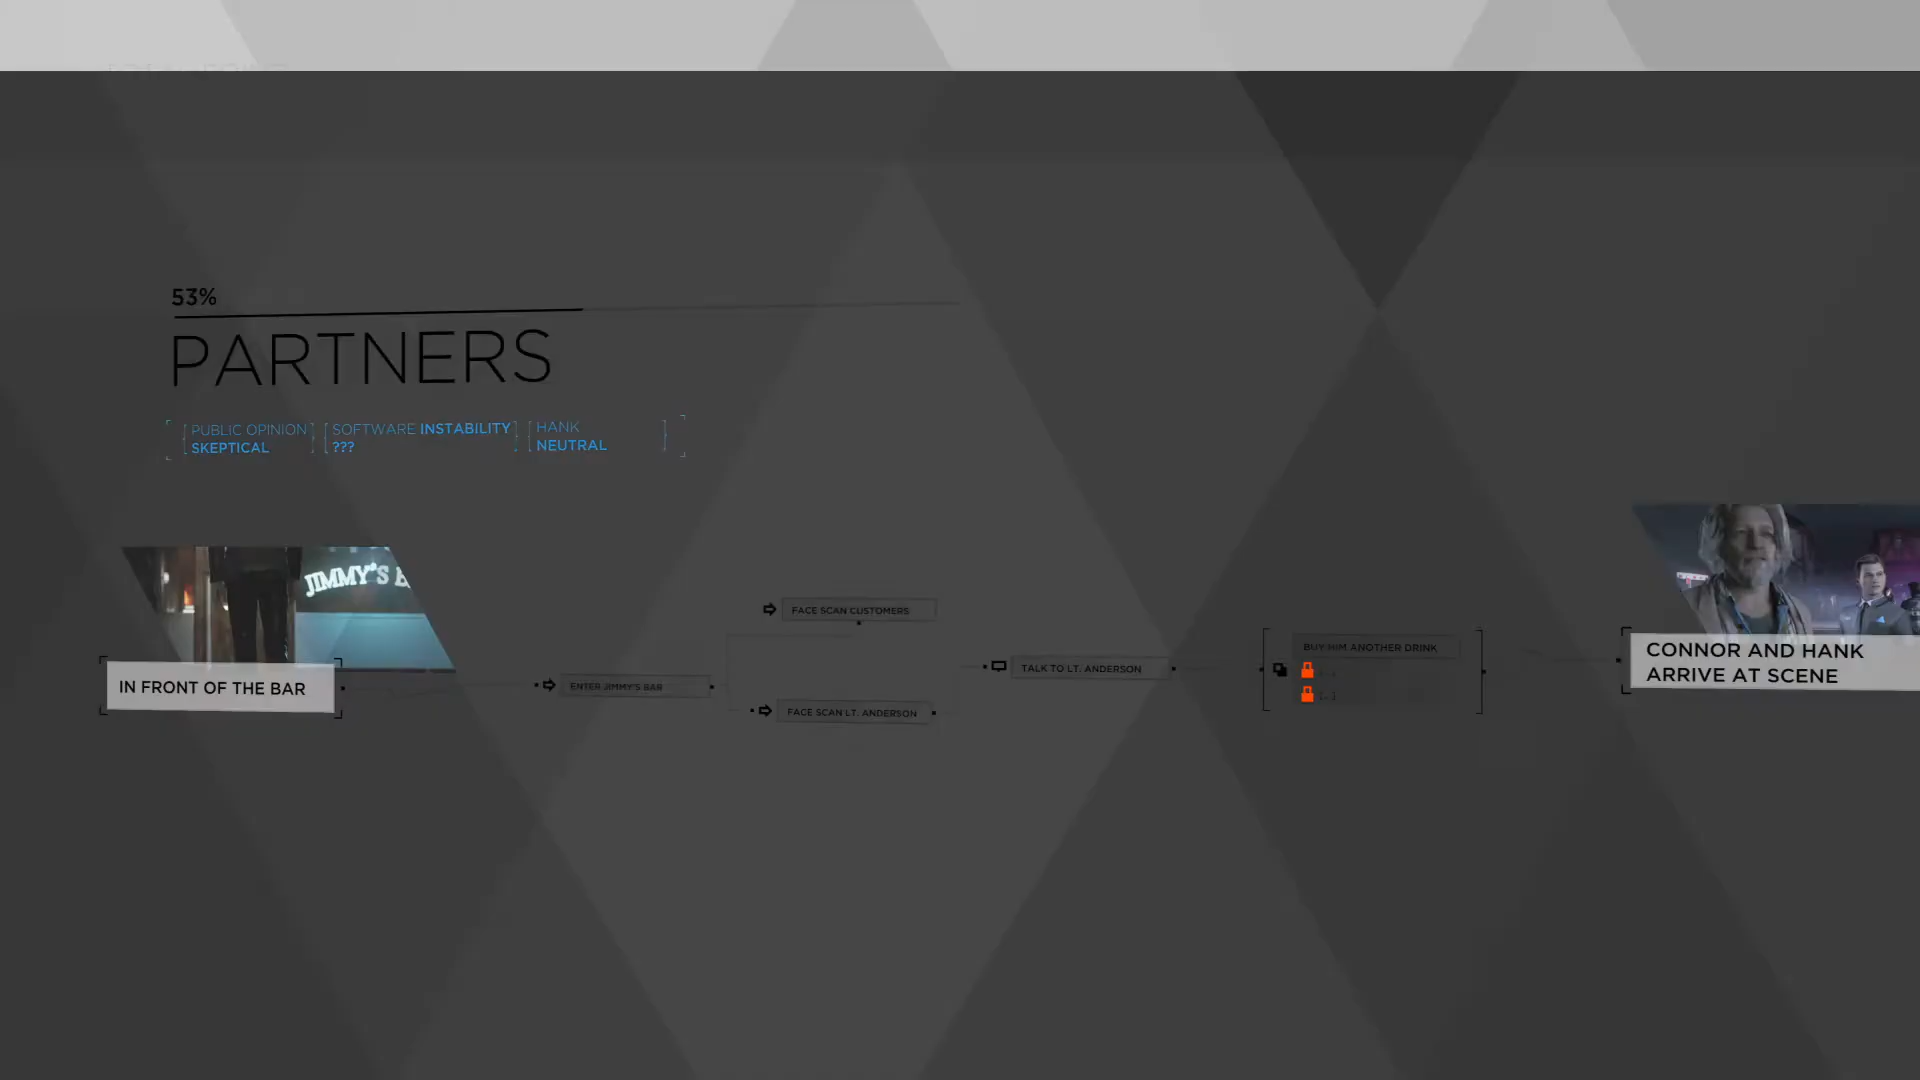 53%
PARTNERS
PUBLIC OPINION
SKEPTICAL
SOFTWARE INSTABILITY
???
HANK
NEUTRAL
JIMMY'S B
IN FRONT OF THE BAR
ENTER JIMMY'S BAR
FACE SCAN CUSTOMERS
FACE SCAN LT. ANDERSON
TALK TO LT. ANDERSON
BUY HIM ANOTHER DRINK
[...]
[...]
CONNOR AND HANK
ARRIVE AT SCENE